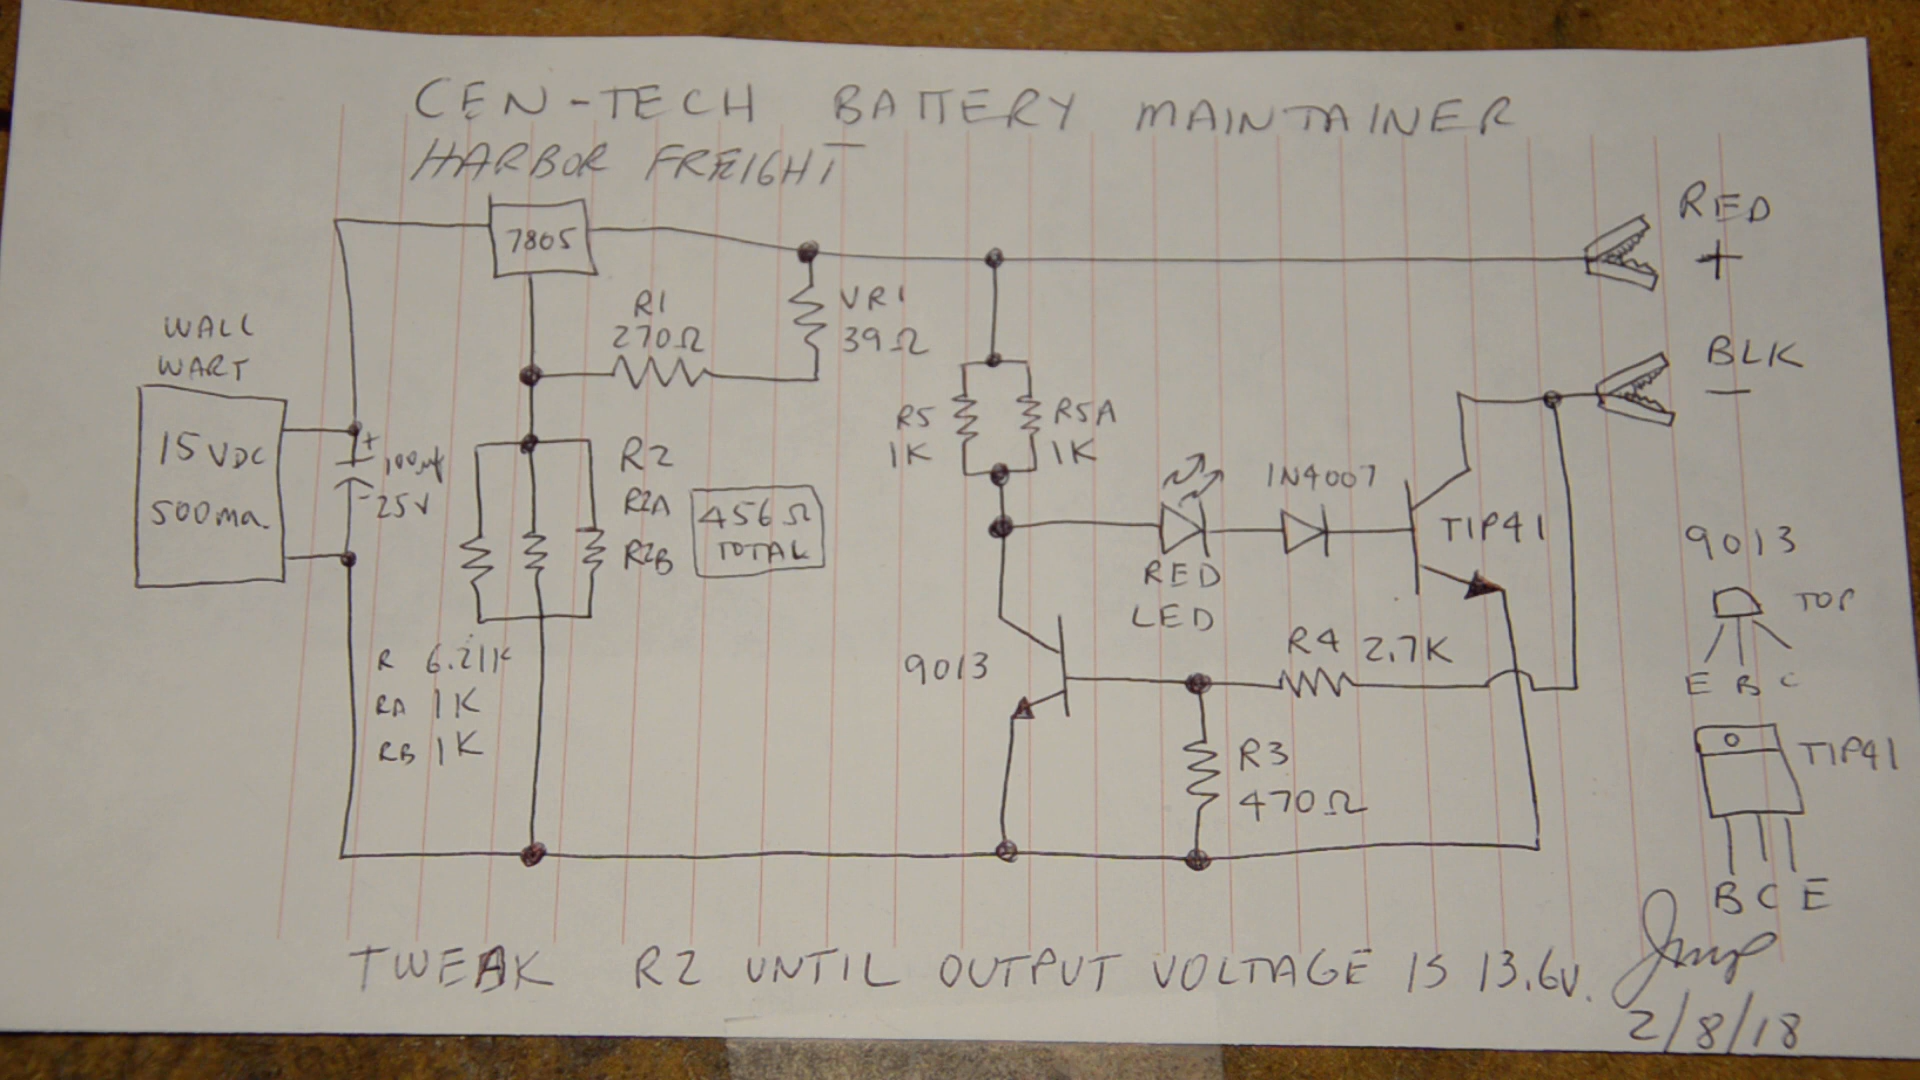 CEN-TECH BATTERY MAINTAINER
HARBOR FREIGHT
7805
RED
+
R1
270Ω
VR1
39Ω
WALL
WART
BLK
−
15 VDC
500ma.
+
100µf
25V
R2
R2A
R2B
456Ω
TOTAL
R5
1K
R5A
1K
1N4007
TIP41
RED
LED
9013
TOP
E B C
R 6.21K
RA 1K
RB 1K
9013
R4 2.7K
R3
470Ω
TIP41
B C E
TWEAK R2 UNTIL OUTPUT VOLTAGE IS 13.6V.
2/8/18